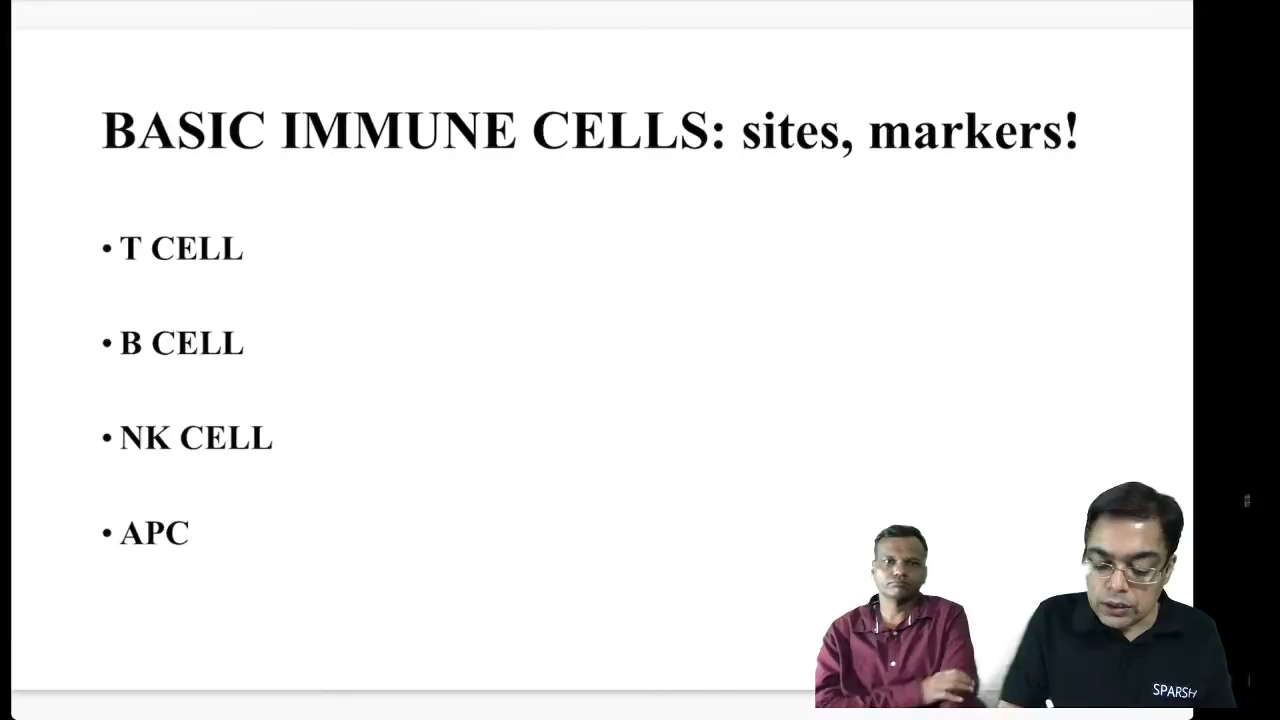 BASIC IMMUNE CELLS: sites, markers!
• T CELL
• B CELL
• NK CELL
• APC
SPARSH